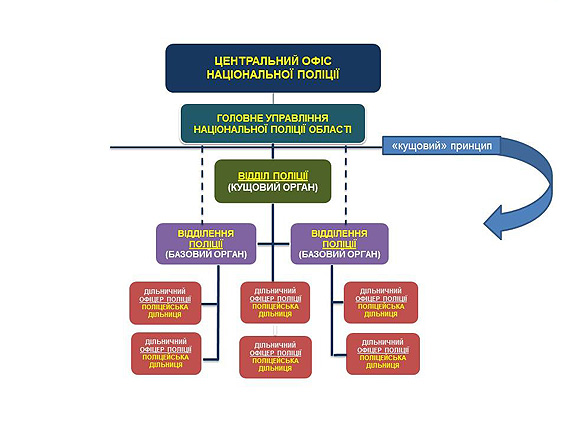 ЦЕНТРАЛЬНИЙ ОФІС
НАЦІОНАЛЬНОЇ ПОЛІЦІЇ
ГОЛОВНЕ УПРАВЛІННЯ
НАЦІОНАЛЬНОЇ ПОЛІЦІЇ ОБЛАСТІ
«кущовий» принцип
ВІДДІЛ ПОЛІЦІЇ
(КУЩОВИЙ ОРГАН)
ВІДДІЛЕННЯ
ПОЛІЦІЇ
(БАЗОВИЙ ОРГАН)
ВІДДІЛЕННЯ
ПОЛІЦІЇ
(БАЗОВИЙ ОРГАН)
ДІЛЬНИЧНИЙ
ОФІЦЕР ПОЛІЦІЇ
ПОЛІЦЕЙСЬКА
ДІЛЬНИЦЯ
ДІЛЬНИЧНИЙ
ОФІЦЕР ПОЛІЦІЇ
ПОЛІЦЕЙСЬКА
ДІЛЬНИЦЯ
ДІЛЬНИЧНИЙ
ОФІЦЕР ПОЛІЦІЇ
ПОЛІЦЕЙСЬКА
ДІЛЬНИЦЯ
ДІЛЬНИЧНИЙ
ОФІЦЕР ПОЛІЦІЇ
ПОЛІЦЕЙСЬКА
ДІЛЬНИЦЯ
ДІЛЬНИЧНИЙ
ОФІЦЕР ПОЛІЦІЇ
ПОЛІЦЕЙСЬКА
ДІЛЬНИЦЯ
ДІЛЬНИЧНИЙ
ОФІЦЕР ПОЛІЦІЇ
ПОЛІЦЕЙСЬКА
ДІЛЬНИЦЯ